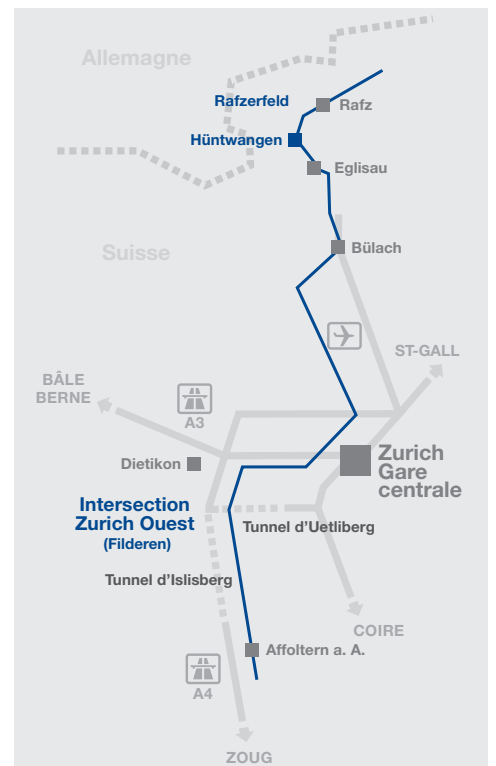 Allemagne
Rafzerfeld
Rafz
Hüntwangen
Eglisau
Suisse
Bülach
ST-GALL
BÂLE
BERNE
A3
Dietikon
Zurich
Gare
centrale
Intersection
Zurich Ouest
(Filderen)
Tunnel d’Uetliberg
Tunnel d’Islisberg
COIRE
Affoltern a. A.
A4
ZOUG